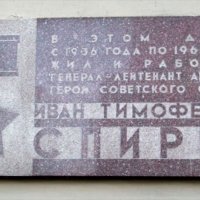 В ЭТОМ Д
С 1936 ГОДА ПО 196
ЖИЛ И РАБО
ГЕНЕРАЛ-ЛЕЙТЕНАНТ А
ГЕРОЙ СОВЕТСКОГО С
ИВАН ТИМОФЕ
СПИР